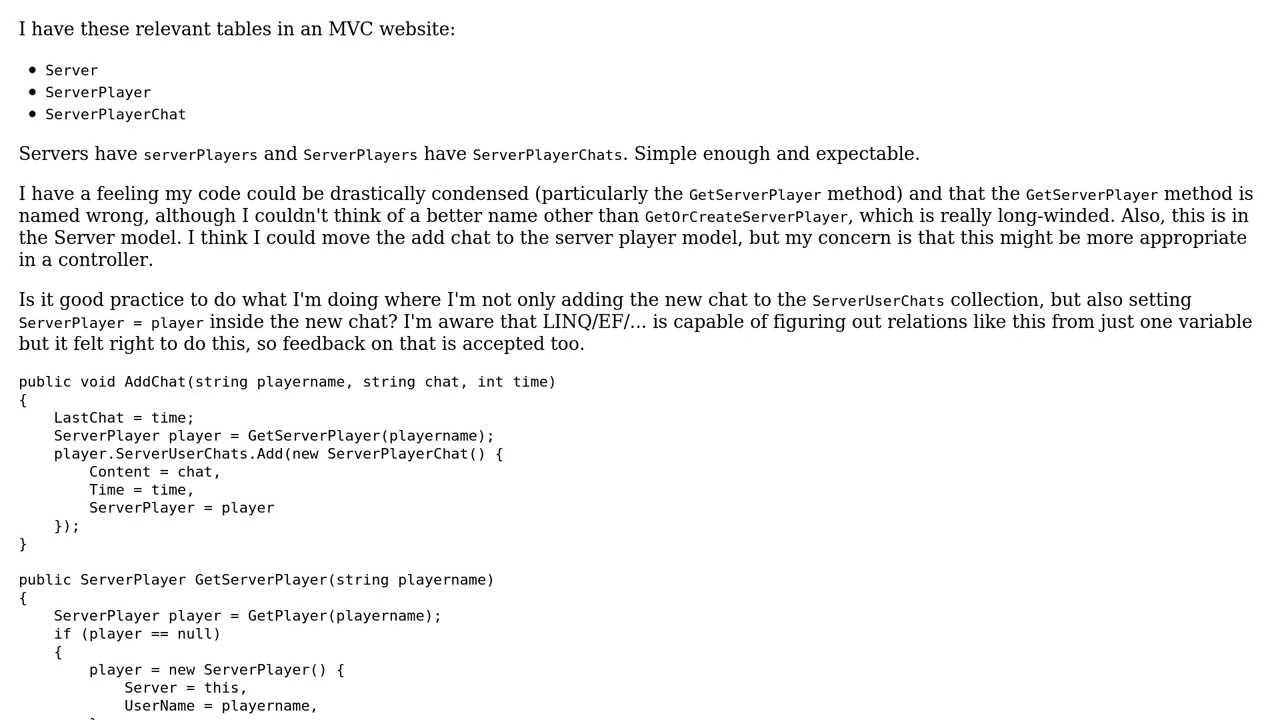 I have these relevant tables in an MVC website:
Server
ServerPlayer
ServerPlayerChat
Servers have serverPlayers and ServerPlayers have ServerPlayerChats. Simple enough and expectable.
I have a feeling my code could be drastically condensed (particularly the GetServerPlayer method) and that the GetServerPlayer method is
named wrong, although I couldn't think of a better name other than GetOrCreateServerPlayer, which is really long-winded. Also, this is in
the Server model. I think I could move the add chat to the server player model, but my concern is that this might be more appropriate
in a controller.
Is it good practice to do what I'm doing where I'm not only adding the new chat to the ServerUserChats collection, but also setting
ServerPlayer = player inside the new chat? I'm aware that LINQ/EF/... is capable of figuring out relations like this from just one variable
but it felt right to do this, so feedback on that is accepted too.
public void AddChat(string playername, string chat, int time)
{
    LastChat = time;
    ServerPlayer player = GetServerPlayer(playername);
    player.ServerUserChats.Add(new ServerPlayerChat() {
        Content = chat,
        Time = time,
        ServerPlayer = player
    });
}
public ServerPlayer GetServerPlayer(string playername)
{
    ServerPlayer player = GetPlayer(playername);
    if (player == null)
    {
        player = new ServerPlayer() {
            Server = this,
            UserName = playername,